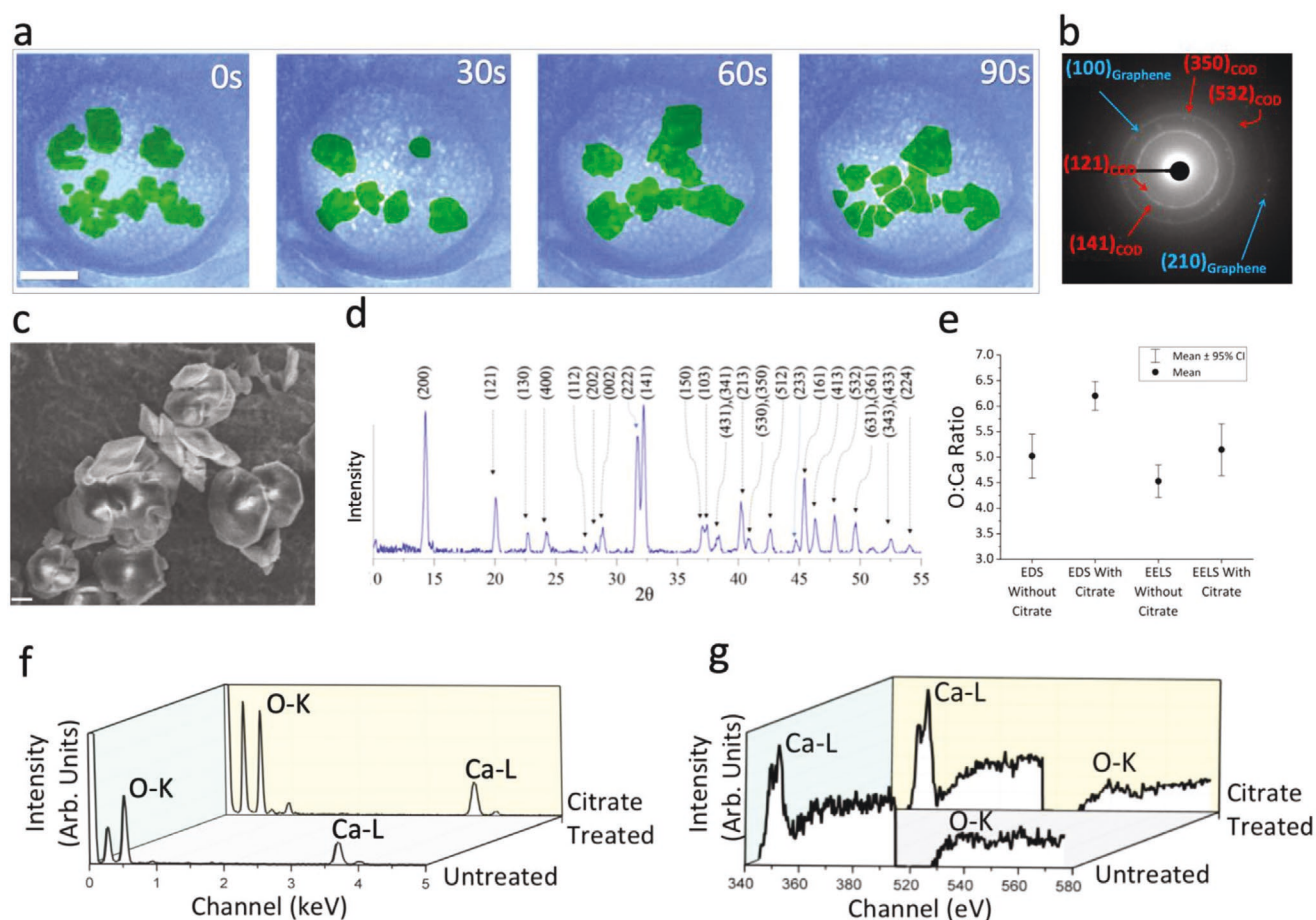 a
0s
30s
60s
90s
b
(100)Graphene
(350)COD
(532)COD
(121)COD
(141)COD
(210)Graphene
c
d
Intensity
(200)
(121)
(130)
(400)
(112)
(202)
(002)
(222)
(141)
(150)
(103)
(431),(341)
(213)
(530),(350)
(512)
(233)
(161)
(413)
(532)
(631),(361)
(343),(433)
(224)
0 15 20 25 30 35 40 45 50 55
2θ
e
O:Ca Ratio
7.0
6.5
6.0
5.5
5.0
4.5
4.0
3.5
3.0
Mean ± 95% CI
Mean
EDS Without Citrate
EDS With Citrate
EELS Without Citrate
EELS With Citrate
f
Intensity
(Arb. Units)
O-K
O-K
Ca-L
Ca-L
Citrate
Treated
Untreated
0 1 2 3 4 5
Channel (keV)
g
Intensity
(Arb. Units)
Ca-L
Ca-L
O-K
O-K
Citrate
Treated
Untreated
340 360 380 520 540 560 580
Channel (eV)